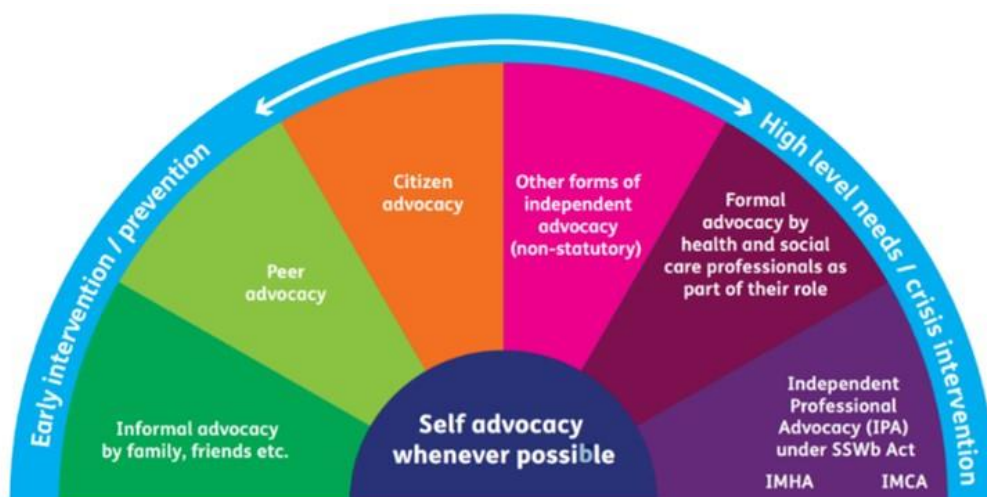 Early intervention / prevention
High level needs / crisis intervention
Informal advocacy
by family, friends etc.
Peer
advocacy
Citizen
advocacy
Other forms of
independent
advocacy
(non-statutory)
Formal
advocacy by
health and social
care professionals as
part of their role
Independent
Professional
Advocacy (IPA)
under SSWb Act
IMHA IMCA
Self advocacy
whenever possible